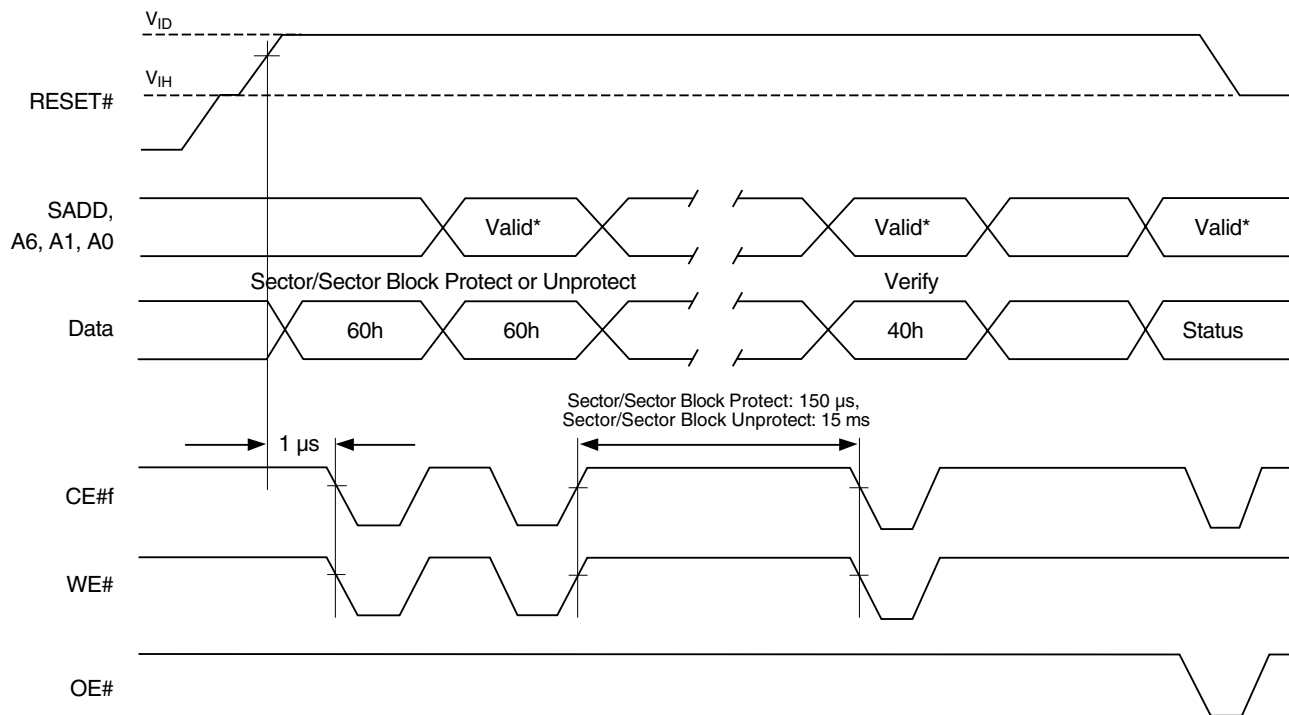 VID
VIH
RESET#
SADD,
A6, A1, A0
Valid*
Valid*
Valid*
Sector/Sector Block Protect or Unprotect
Verify
Data
60h
60h
40h
Status
Sector/Sector Block Protect: 150 µs,
Sector/Sector Block Unprotect: 15 ms
1 µs
CE#f
WE#
OE#